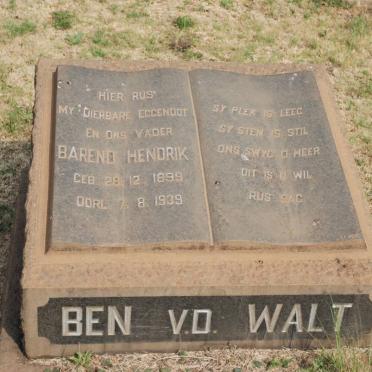 HIER RUS
MY DIERBARE EGGENOOT
EN ONS VADER
BAREND HENDRIK
GEB. 29. 12. 1899
OORL. 7. 8. 1939
SY PLEK IS LEEG
SY STEM IS STIL
ONS SWYG O HEER
DIT IS U WIL
RUS SAG
BEN V.D. WALT